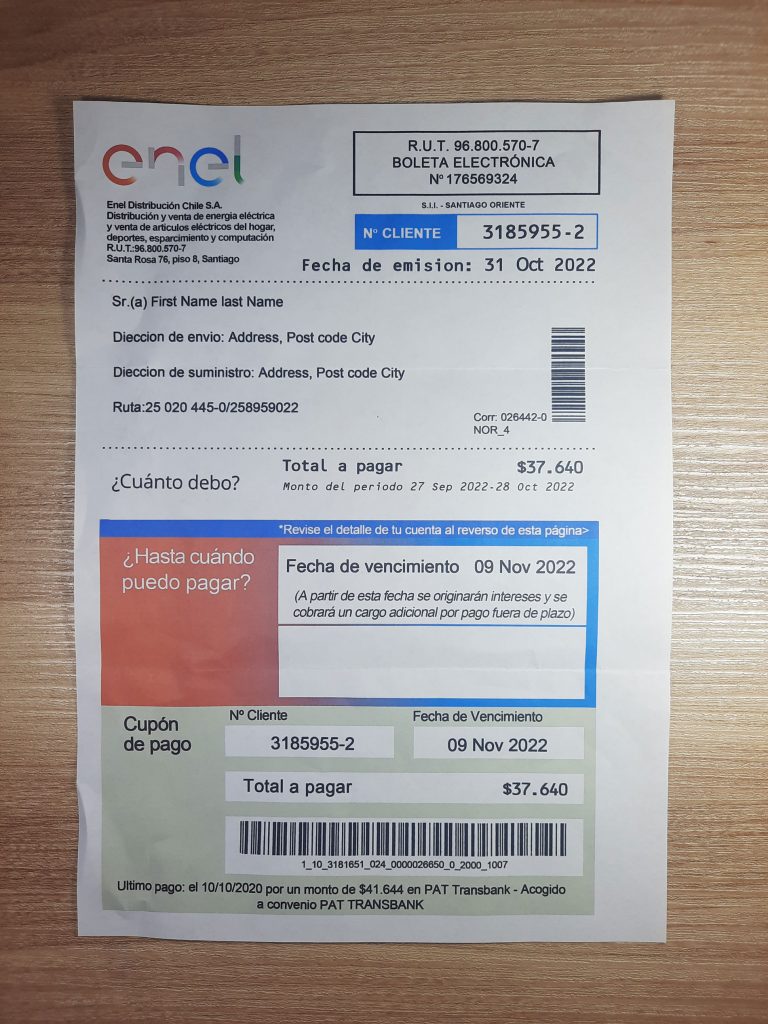 enel
R.U.T. 96.800.570-7
BOLETA ELECTRÓNICA
Nº 176569324
S.I.I. - SANTIAGO ORIENTE
Enel Distribución Chile S.A.
Distribución y venta de energia eléctrica
y venta de articulos eléctricos del hogar,
deportes, esparcimiento y computación
R.U.T.:96.800.570-7
Santa Rosa 76, piso 8, Santiago
Nº CLIENTE 3185955-2
Fecha de emision: 31 Oct 2022
Sr.(a) First Name last Name
Dieccion de envio: Address, Post code City
Dieccion de suministro: Address, Post code City
Ruta:25 020 445-0/258959022
Corr: 026442-0
NOR_4
¿Cuánto debo?
Total a pagar $37.640
Monto del periodo 27 Sep 2022-28 Oct 2022
*Revise el detalle de tu cuenta al reverso de esta página>
¿Hasta cuándo
puedo pagar?
Fecha de vencimiento 09 Nov 2022
(A partir de esta fecha se originarán intereses y se
cobrará un cargo adicional por pago fuera de plazo)
Cupón
de pago
Nº Cliente
3185955-2
Fecha de Vencimiento
09 Nov 2022
Total a pagar $37.640
1_10_3181651_024_0000026650_0_2000_1007
Ultimo pago: el 10/10/2020 por un monto de $41.644 en PAT Transbank - Acogido
a convenio PAT TRANSBANK